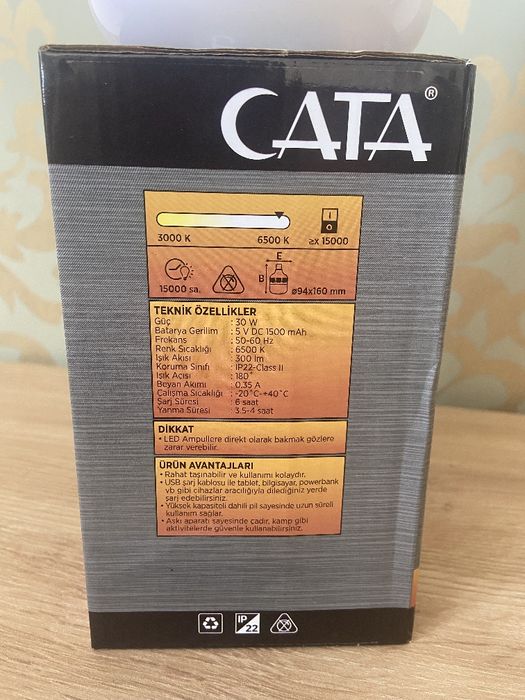 CATA®
3000 K 6500 K ≥x 15000
I
O
E
B
15000 sa. ø94x160 mm
TEKNİK ÖZELLİKLER
Güç : 30 W
Batarya Gerilim : 5 V DC 1500 mAh
Frekans : 50-60 Hz
Renk Sıcaklığı : 6500 K
Işık Akısı : 300 lm
Koruma Sınıfı : IP22-Class II
Işık Açısı : 180°
Beyan Akımı : 0.35 A
Çalışma Sıcaklığı : -20°C-+40°C
Şarj Süresi : 6 saat
Yanma Süresi : 3.5-4 saat
DİKKAT
• LED Ampullere direkt olarak bakmak gözlere
zarar verebilir.
ÜRÜN AVANTAJLARI
• Rahat taşınabilir ve kullanımı kolaydır.
• USB şarj kablosu ile tablet, bilgisayar, powerbank
vb gibi cihazlar aracılığıyla dilediğiniz yerde
şarj edebilirsiniz.
• Yüksek kapasiteli dahili pil sayesinde uzun süreli
kullanım sağlar.
• Askı aparatı sayesinde çadır, kamp gibi
aktivitelerde güvenle kullanabilirsiniz.
IP
22